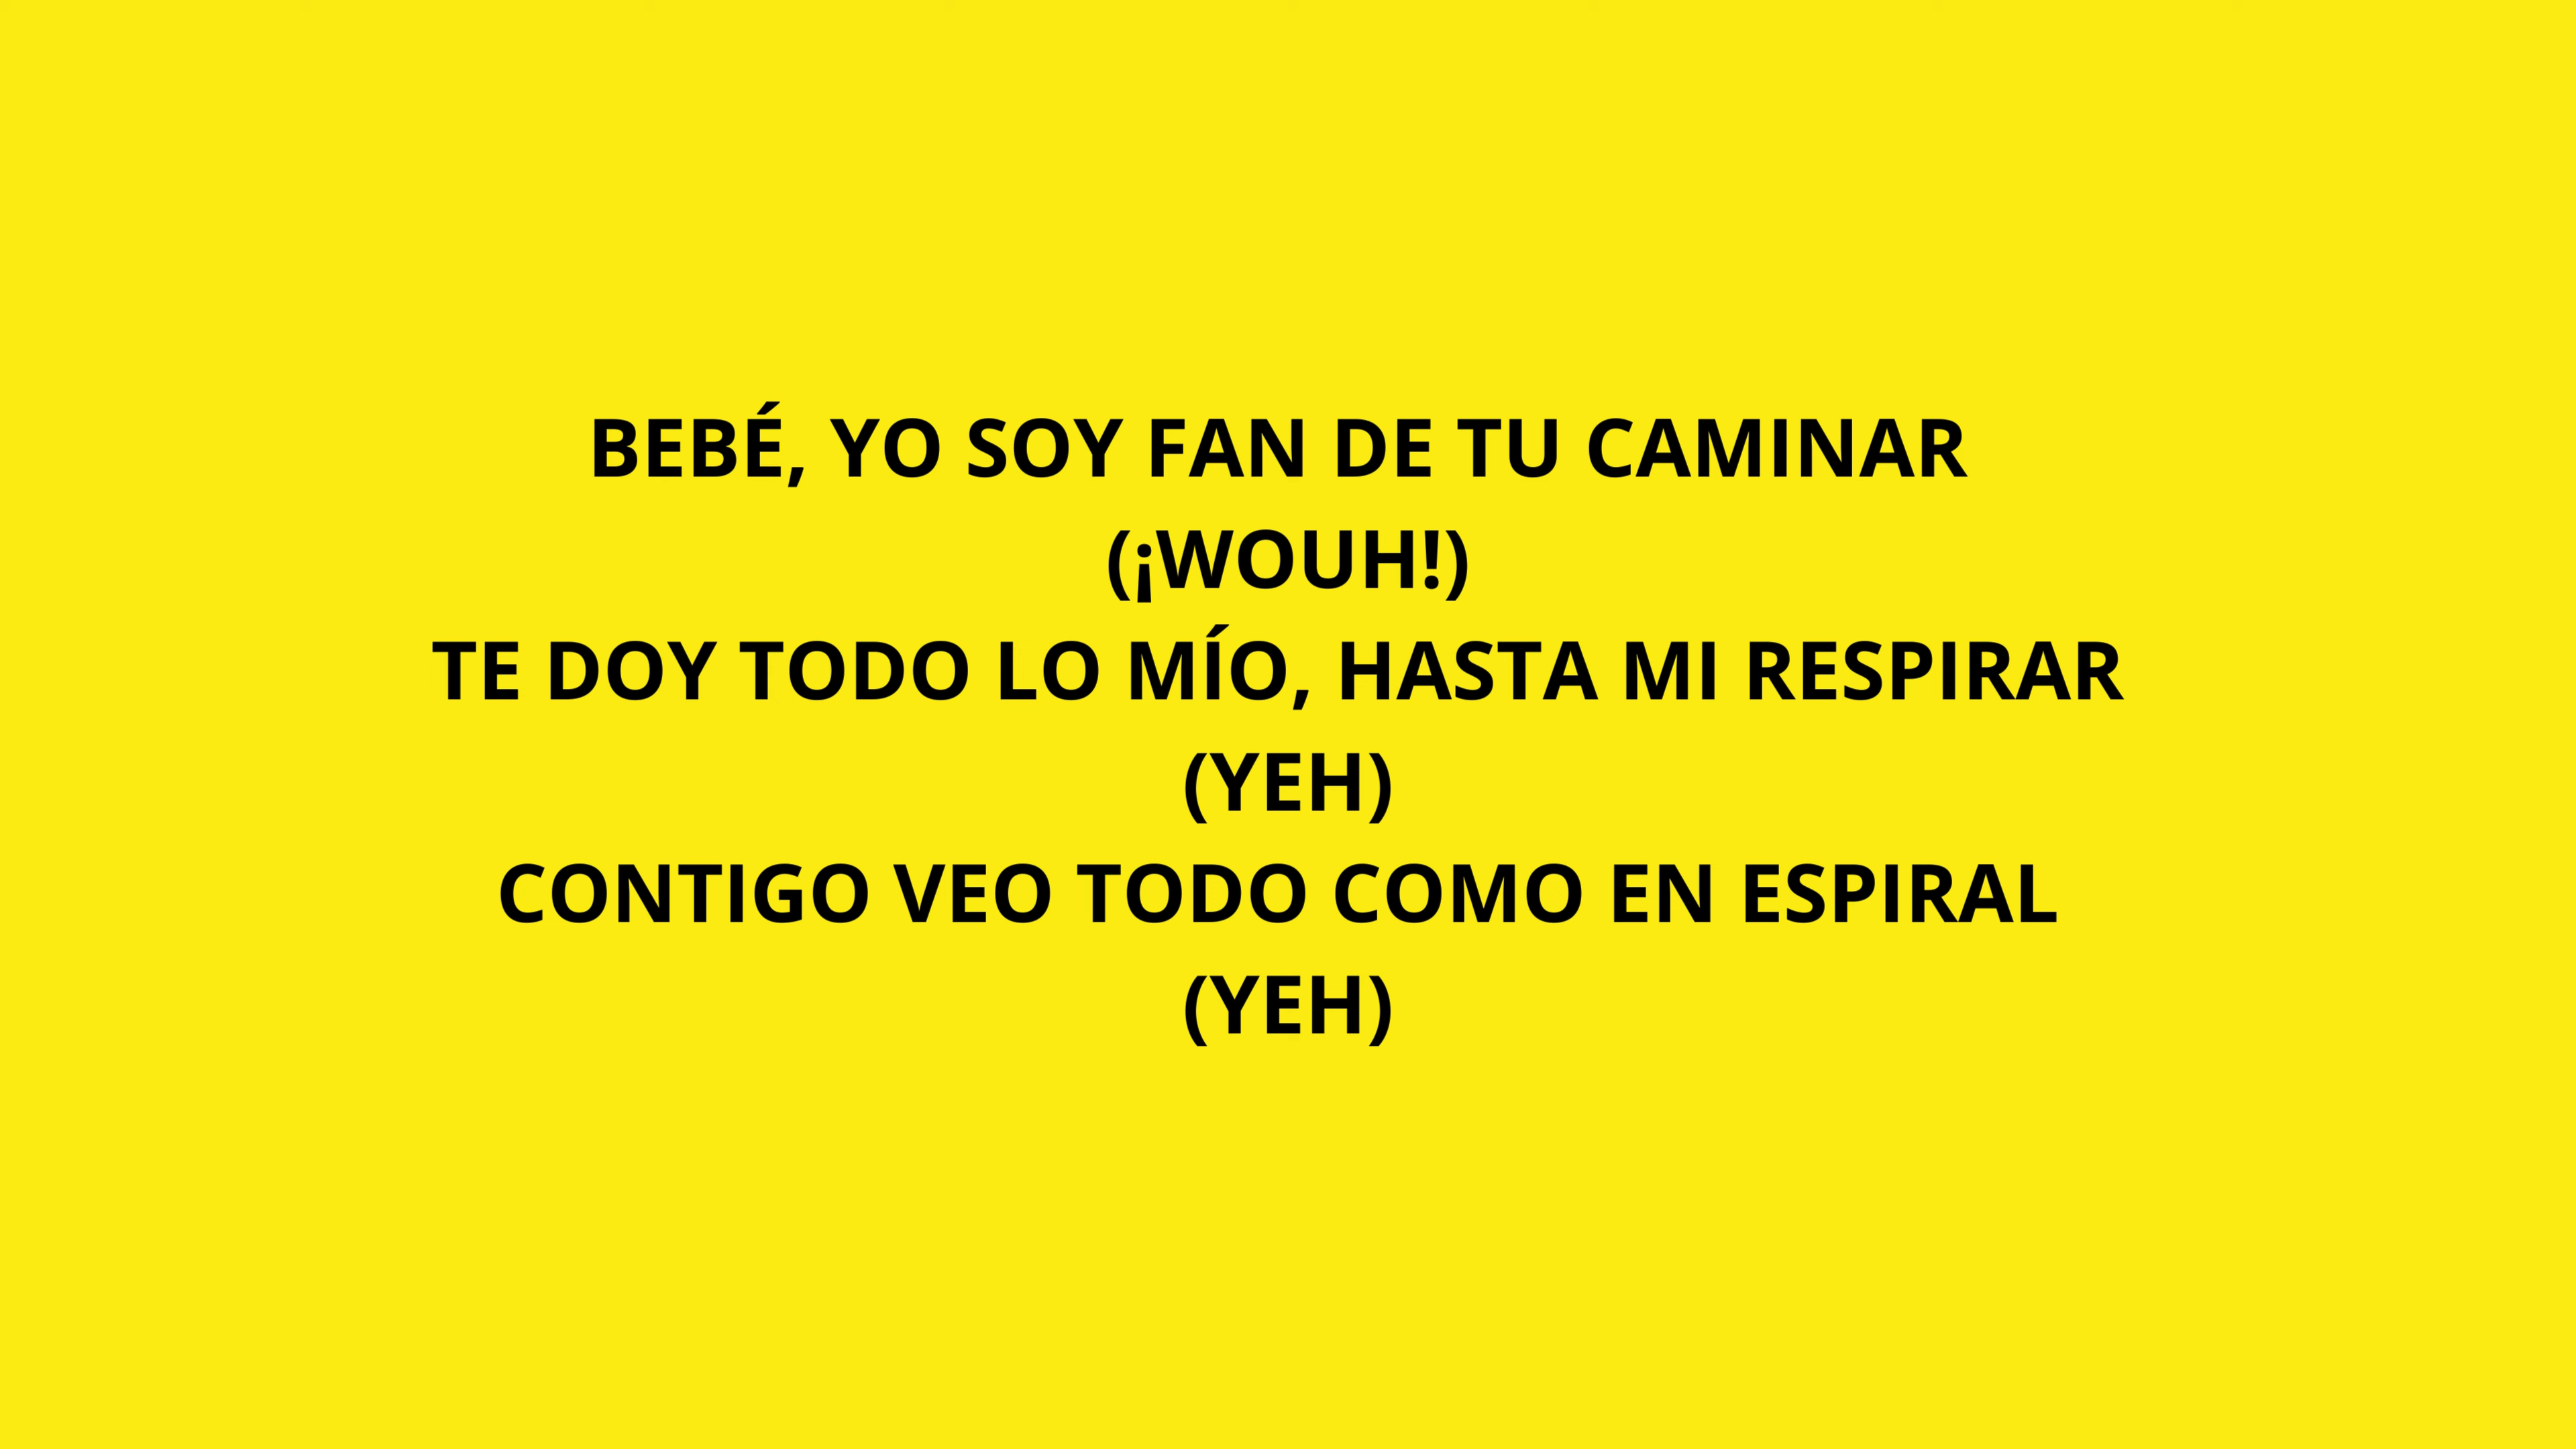 BEBÉ, YO SOY FAN DE TU CAMINAR
(¡WOUH!)
TE DOY TODO LO MÍO, HASTA MI RESPIRAR
(YEH)
CONTIGO VEO TODO COMO EN ESPIRAL
(YEH)